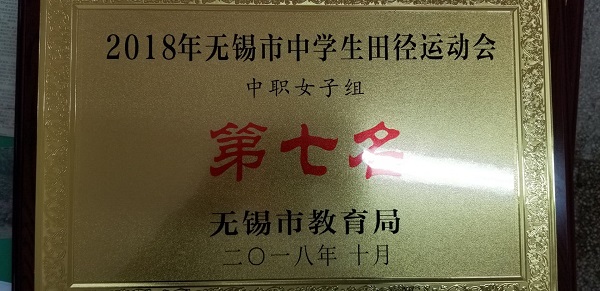 2018年无锡市中学生田径运动会
中职女子组
第七名
无锡市教育局
二〇一八年 十月